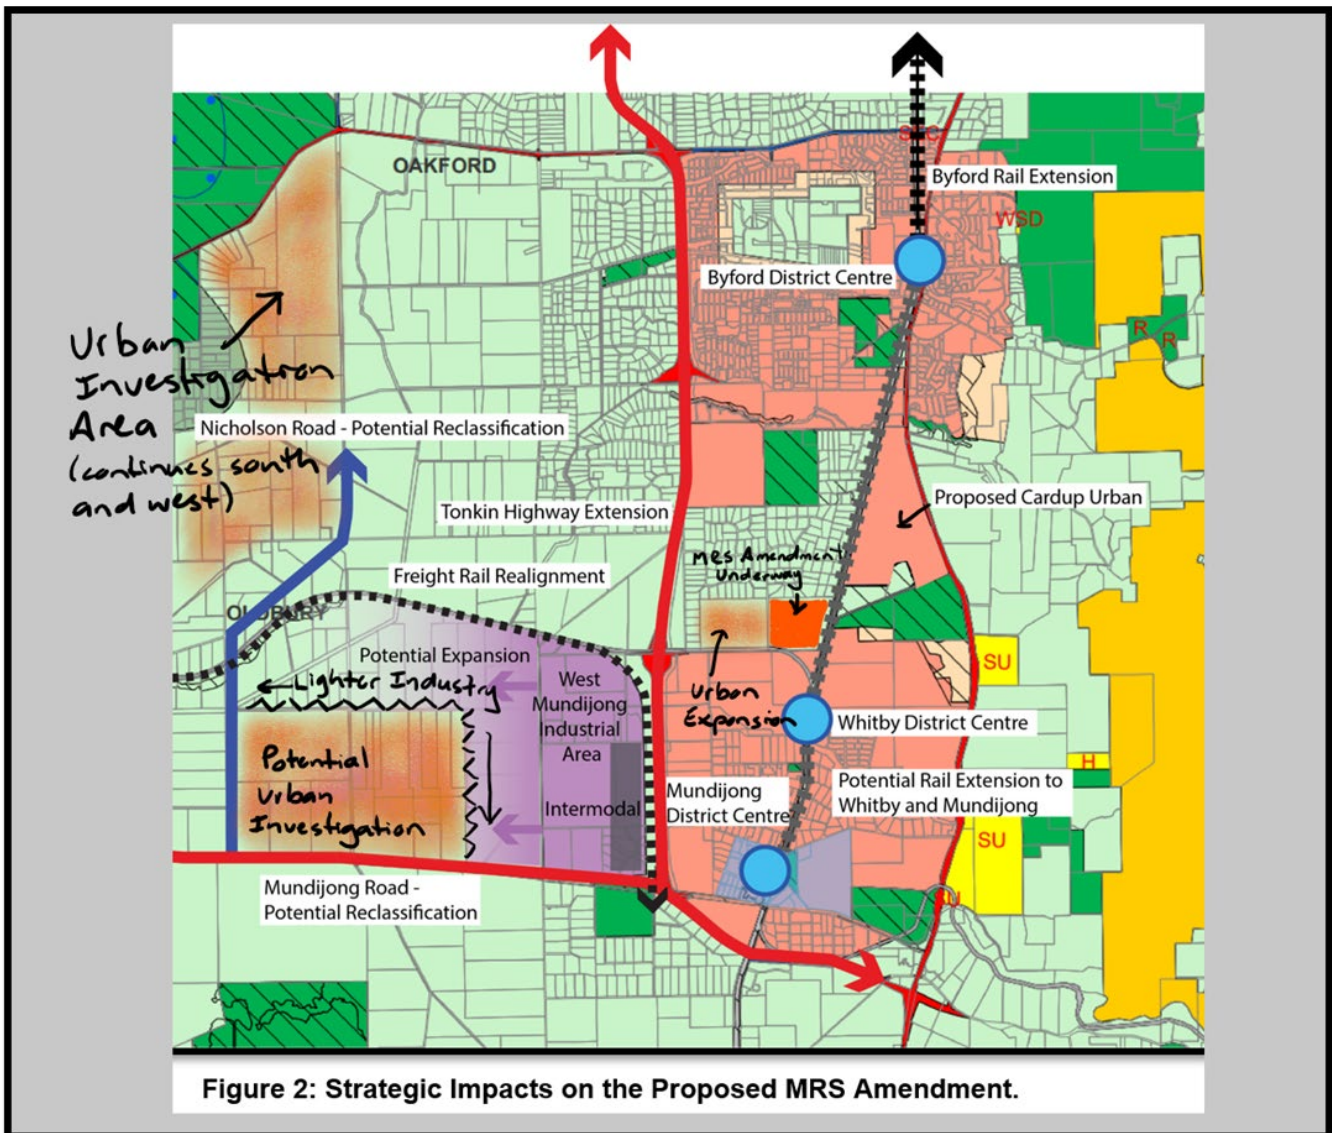 SEC
OAKFORD
Byford Rail Extension
WSD
Byford District Centre
R
R
Urban
Investigation
Area
(continues south
and west)
Nicholson Road - Potential Reclassification
Tonkin Highway Extension
Proposed Cardup Urban
MRS Amendment
Underway
Freight Rail Realignment
OLDBURY
Potential Expansion
Lighter Industry
West
Mundijong
Industrial
Area
Intermodal
Urban
Expansion
SU
Whitby District Centre
H
Potential
Urban
Investigation
Mundijong
District Centre
Potential Rail Extension to
Whitby and Mundijong
SU
Mundijong Road -
Potential Reclassification
Figure 2: Strategic Impacts on the Proposed MRS Amendment.